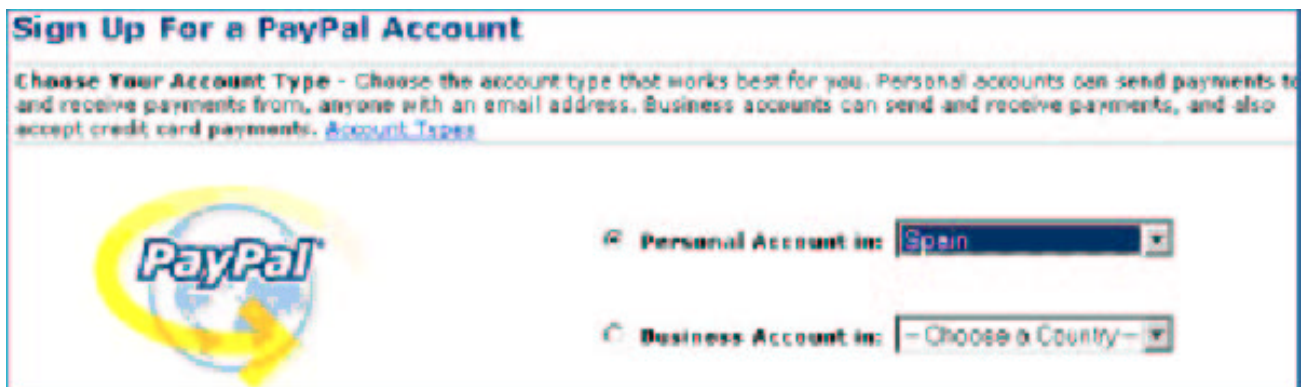 Sign Up For a PayPal Account
Choose Your Account Type - Choose the account type that works best for you. Personal accounts can send payments to
and receive payments from, anyone with an email address. Business accounts can send and receive payments, and also
accept credit card payments. Account Types
PayPal
Personal Account in: Spain
Business Account in: -- Choose a Country --